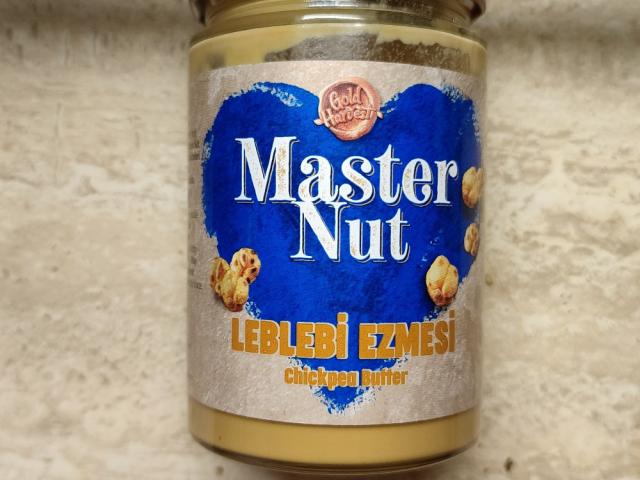 Gold
Harvest
Master
Nut
LEBLEBİ EZMESİ
Chickpea Butter